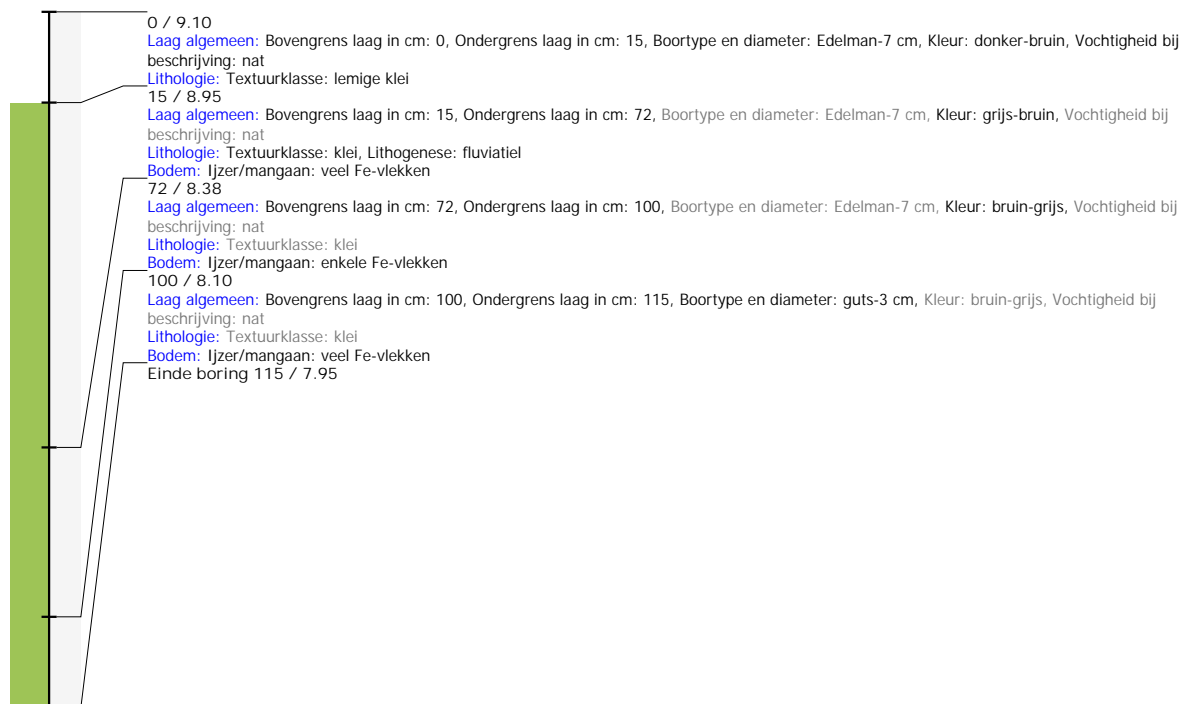 0 / 9.10
Laag algemeen: Bovengrens laag in cm: 0, Ondergrens laag in cm: 15, Boortype en diameter: Edelman-7 cm, Kleur: donker-bruin, Vochtigheid bij
beschrijving: nat
Lithologie: Textuurklasse: lemige klei
15 / 8.95
Laag algemeen: Bovengrens laag in cm: 15, Ondergrens laag in cm: 72, Boortype en diameter: Edelman-7 cm, Kleur: grijs-bruin, Vochtigheid bij
beschrijving: nat
Lithologie: Textuurklasse: klei, Lithogenese: fluviatiel
Bodem: Ijzer/mangaan: veel Fe-vlekken
72 / 8.38
Laag algemeen: Bovengrens laag in cm: 72, Ondergrens laag in cm: 100, Boortype en diameter: Edelman-7 cm, Kleur: bruin-grijs, Vochtigheid bij
beschrijving: nat
Lithologie: Textuurklasse: klei
Bodem: Ijzer/mangaan: enkele Fe-vlekken
100 / 8.10
Laag algemeen: Bovengrens laag in cm: 100, Ondergrens laag in cm: 115, Boortype en diameter: guts-3 cm, Kleur: bruin-grijs, Vochtigheid bij
beschrijving: nat
Lithologie: Textuurklasse: klei
Bodem: Ijzer/mangaan: veel Fe-vlekken
Einde boring 115 / 7.95